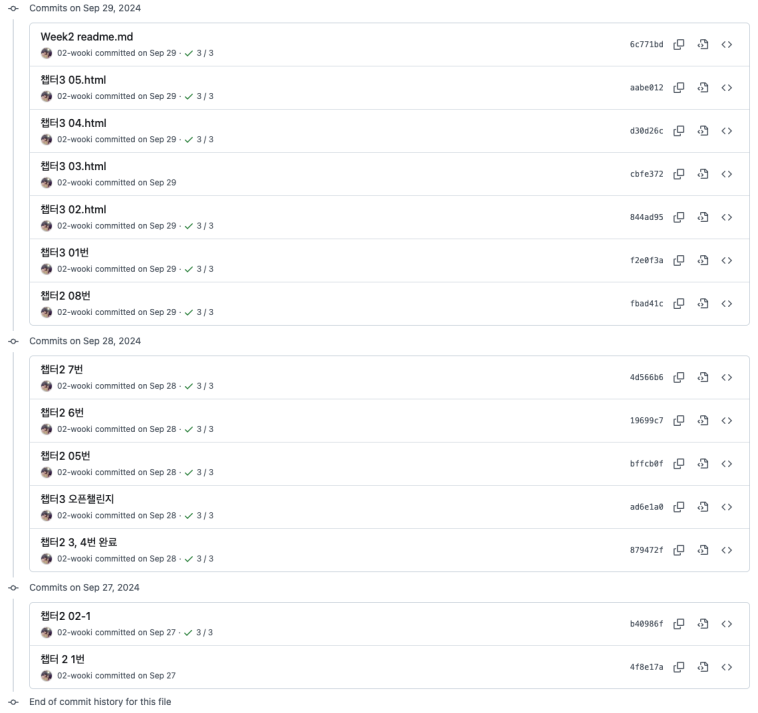 Commits on Sep 29, 2024
Week2 readme.md
6c771bd
02-wooki committed on Sep 29 · ✓ 3 / 3
챕터3 05.html
aabe012
02-wooki committed on Sep 29 · ✓ 3 / 3
챕터3 04.html
d30d26c
02-wooki committed on Sep 29 · ✓ 3 / 3
챕터3 03.html
cbfe372
02-wooki committed on Sep 29
챕터3 02.html
844ad95
02-wooki committed on Sep 29 · ✓ 3 / 3
챕터3 01번
f2e0f3a
02-wooki committed on Sep 29 · ✓ 3 / 3
챕터2 08번
fbad41c
02-wooki committed on Sep 29 · ✓ 3 / 3
Commits on Sep 28, 2024
챕터2 7번
4d566b6
02-wooki committed on Sep 28 · ✓ 3 / 3
챕터2 6번
19699c7
02-wooki committed on Sep 28 · ✓ 3 / 3
챕터2 05번
bffcb0f
02-wooki committed on Sep 28 · ✓ 3 / 3
챕터3 오픈챌린지
ad6e1a0
02-wooki committed on Sep 28 · ✓ 3 / 3
챕터2 3, 4번 완료
879472f
02-wooki committed on Sep 28 · ✓ 3 / 3
Commits on Sep 27, 2024
챕터2 02-1
b40986f
02-wooki committed on Sep 27 · ✓ 3 / 3
챕터 2 1번
4f8e17a
02-wooki committed on Sep 27
End of commit history for this file